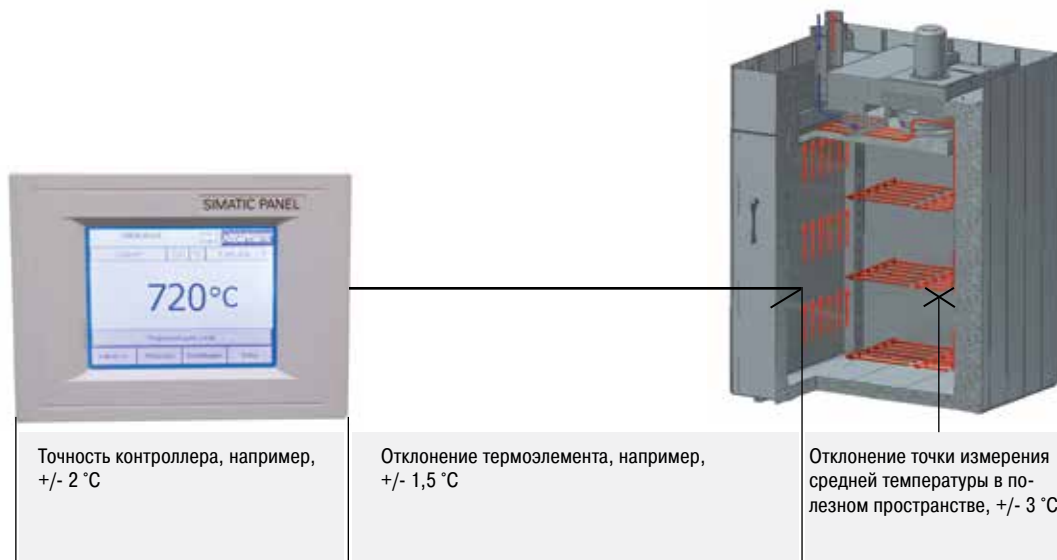 SIMATIC PANEL
720°C
Точность контроллера, например,
+/- 2 °C
Отклонение термоэлемента, например,
+/- 1,5 °C
Отклонение точки измерения
средней температуры в по-
лезном пространстве, +/- 3 °C